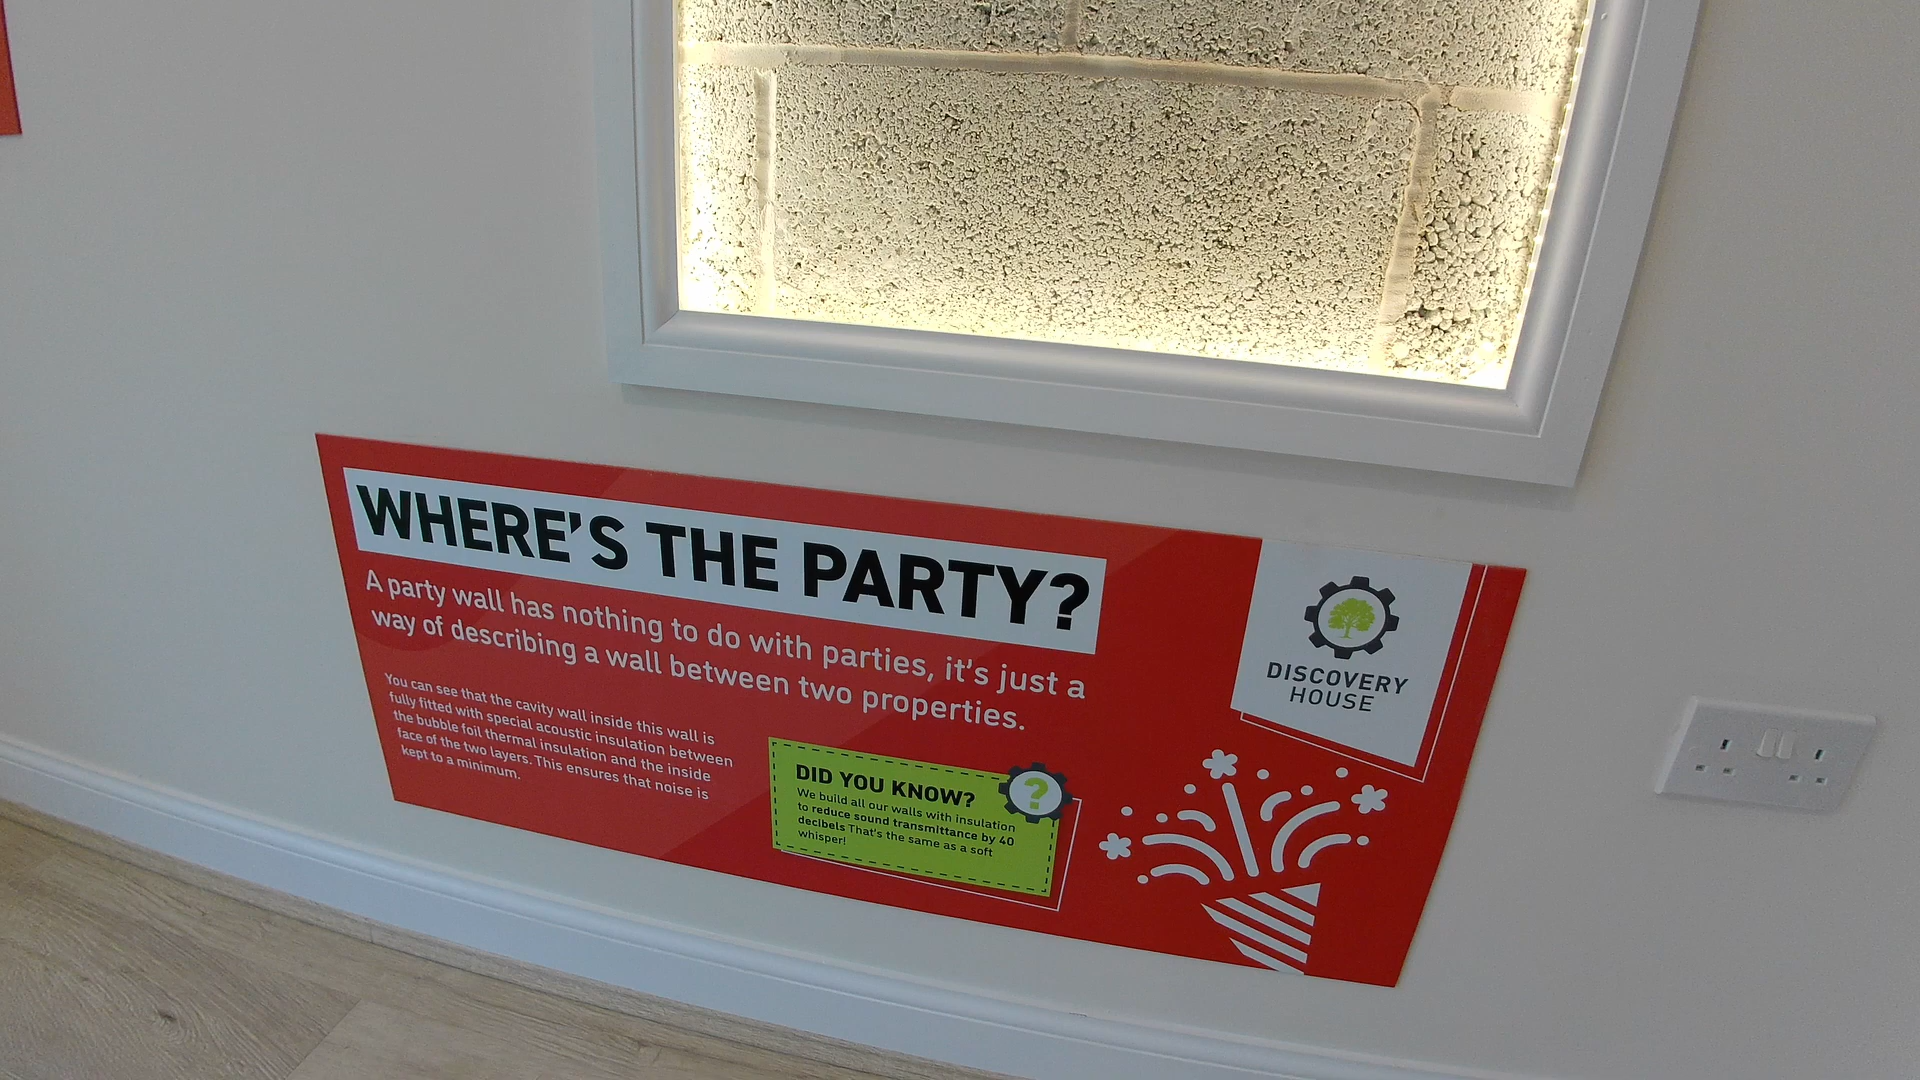 WHERE'S THE PARTY?
A party wall has nothing to do with parties, it's just a
way of describing a wall between two properties.
You can see that the cavity wall inside this wall is
fully fitted with special acoustic insulation between
the bubble foil thermal insulation and the inside
face of the two layers. This ensures that noise is
kept to a minimum.
DID YOU KNOW?
?
We build all our walls with insulation
to reduce sound transmittance by 40
decibels That's the same as a soft
whisper!
DISCOVERY
HOUSE